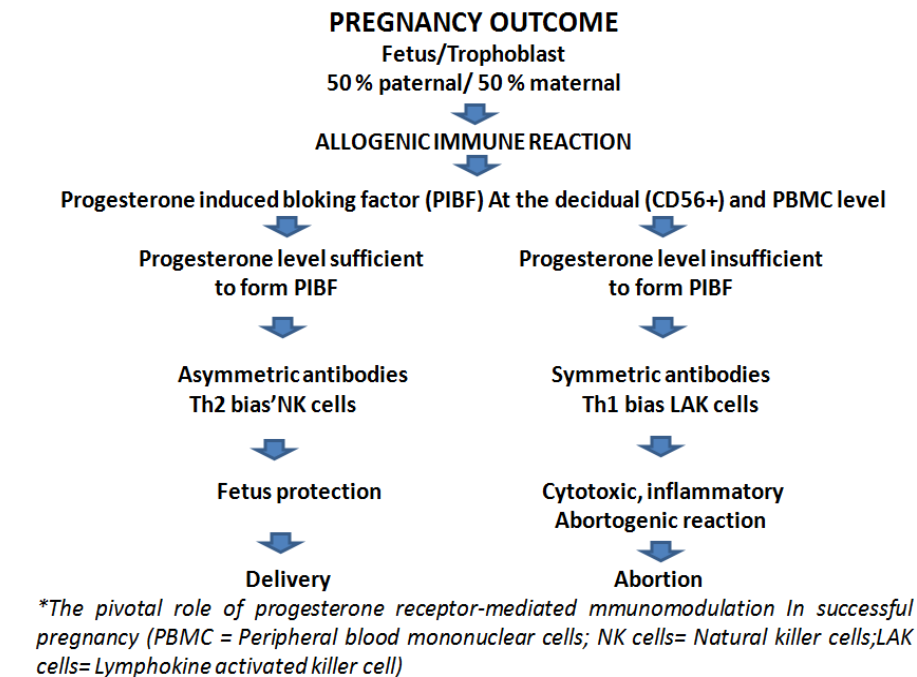 PREGNANCY OUTCOME
Fetus/Trophoblast
50 % paternal/ 50 % maternal
ALLOGENIC IMMUNE REACTION
Progesterone induced bloking factor (PIBF) At the decidual (CD56+) and PBMC level
Progesterone level sufficient
to form PIBF
Progesterone level insufficient
to form PIBF
Asymmetric antibodies
Th2 bias’NK cells
Symmetric antibodies
Th1 bias LAK cells
Fetus protection
Cytotoxic, inflammatory
Abortogenic reaction
Delivery
Abortion
*The pivotal role of progesterone receptor-mediated mmunomodulation In successful
pregnancy (PBMC = Peripheral blood mononuclear cells; NK cells= Natural killer cells;LAK
cells= Lymphokine activated killer cell)